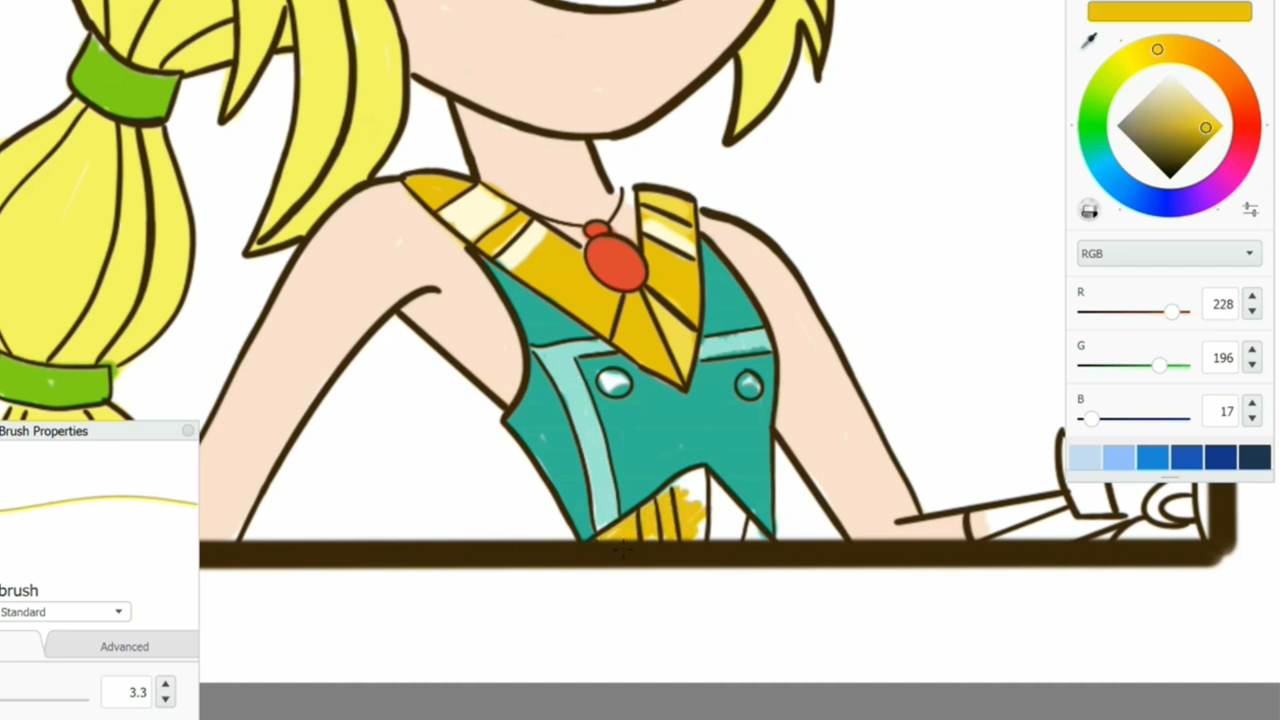 RGB
R
228
G
196
B
17
Brush Properties
brush
Standard
Advanced
3.3